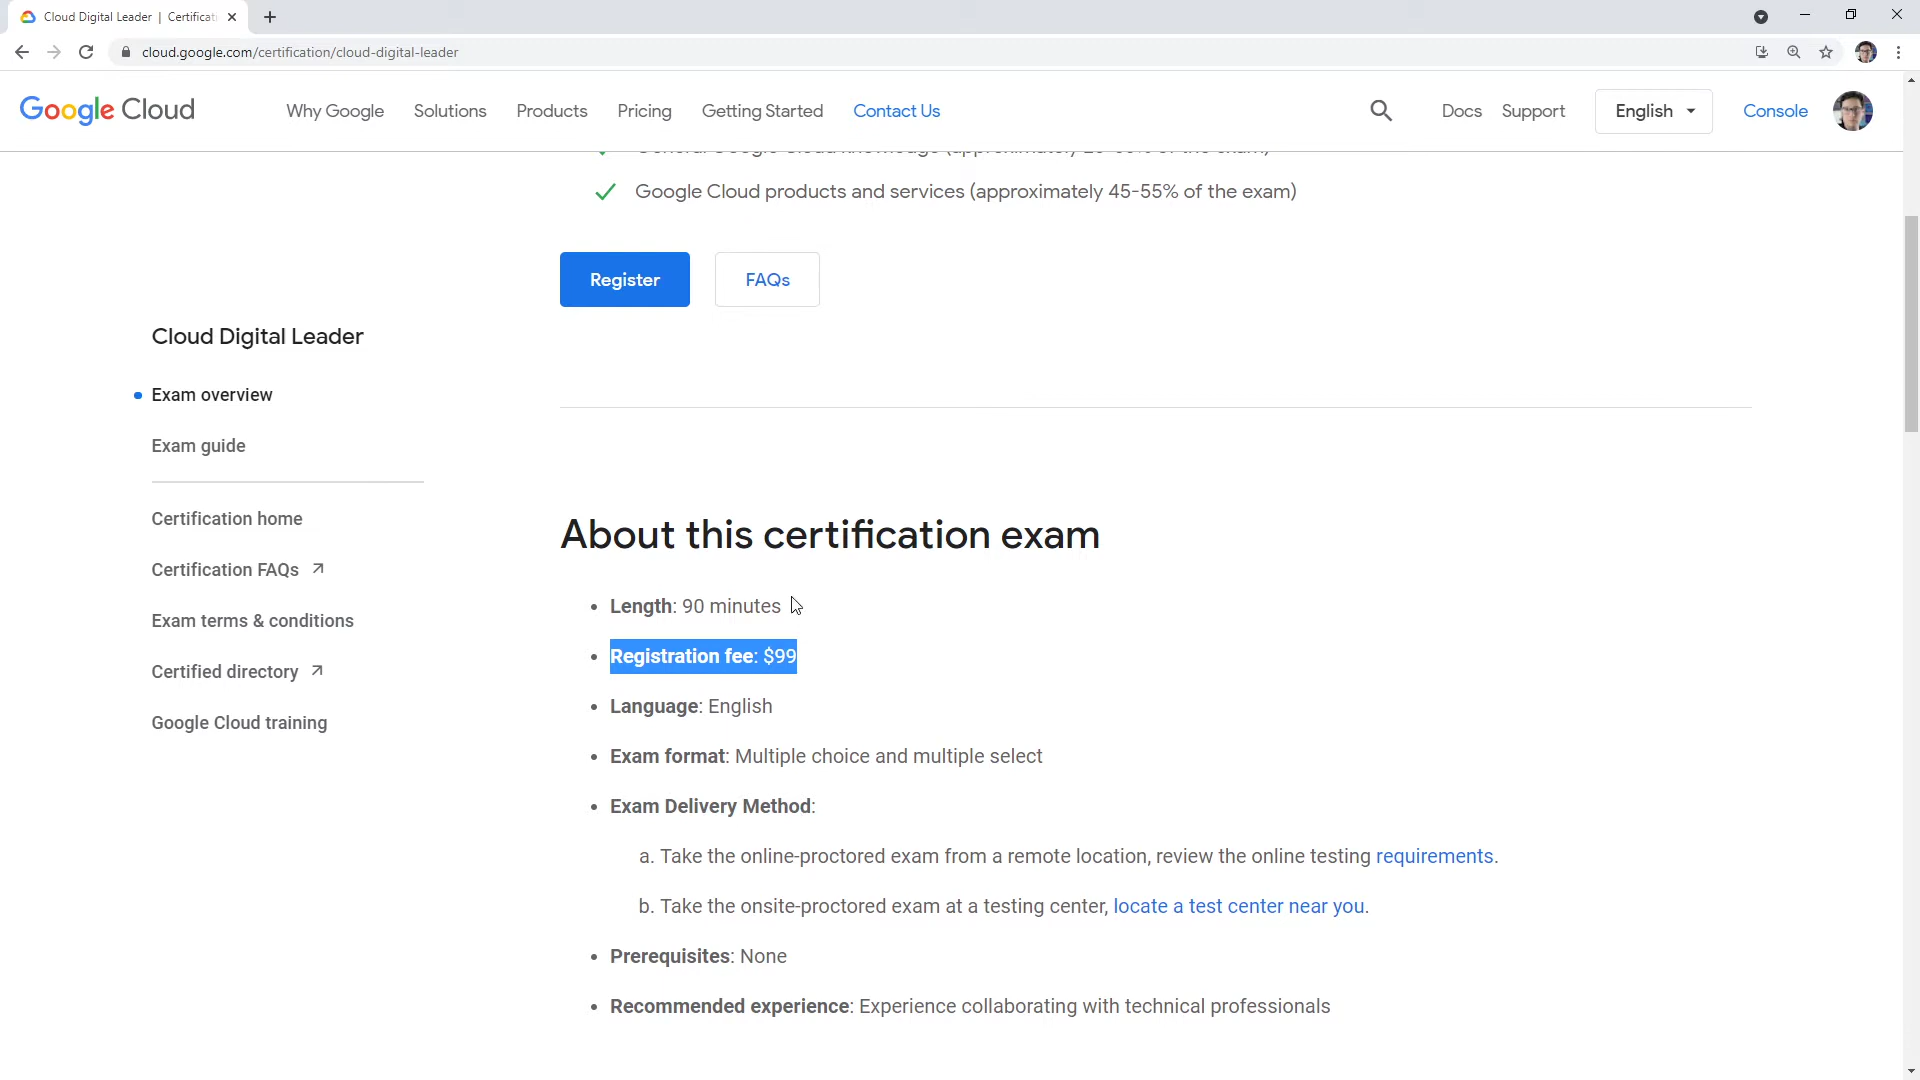 Cloud Digital Leader | Certificati
cloud.google.com/certification/cloud-digital-leader
Google Cloud
Why Google
Solutions
Products
Pricing
Getting Started
Contact Us
Docs
Support
English
Console
Google Cloud products and services (approximately 45-55% of the exam)
Register
FAQs
Cloud Digital Leader
Exam overview
Exam guide
Certification home
Certification FAQs
Exam terms & conditions
Certified directory
Google Cloud training
About this certification exam
Length: 90 minutes
Registration fee: $99
Language: English
Exam format: Multiple choice and multiple select
Exam Delivery Method:
a. Take the online-proctored exam from a remote location, review the online testing requirements.
b. Take the onsite-proctored exam at a testing center, locate a test center near you.
Prerequisites: None
Recommended experience: Experience collaborating with technical professionals